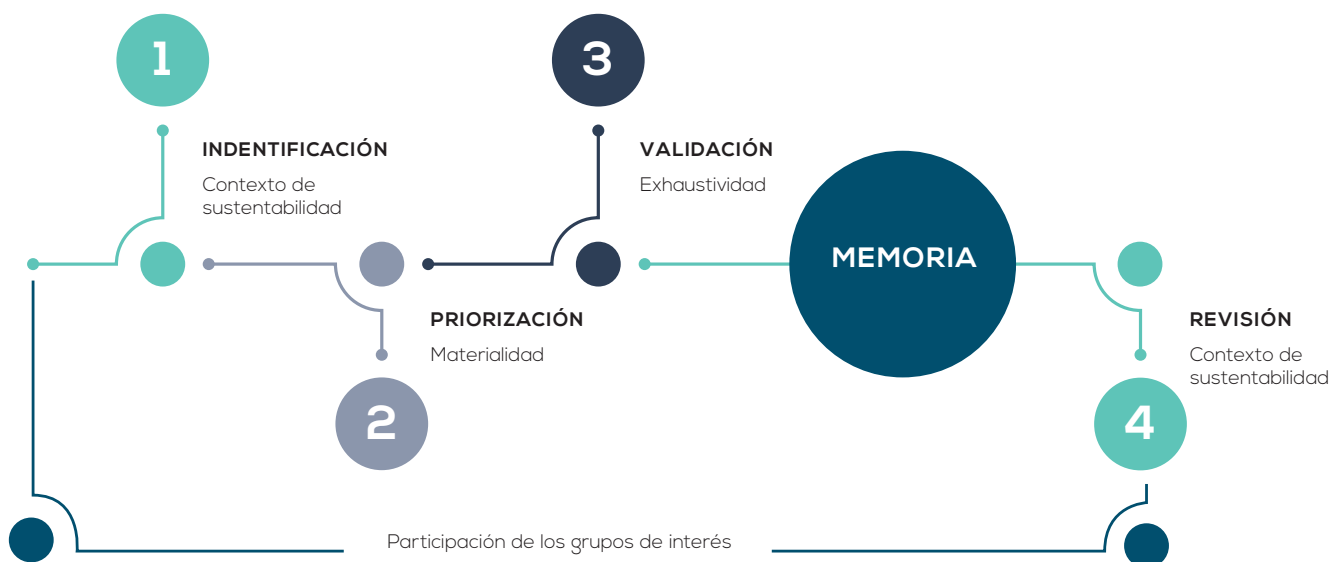 1
INDENTIFICACIÓN
Contexto de
sustentabilidad
2
PRIORIZACIÓN
Materialidad
3
VALIDACIÓN
Exhaustividad
MEMORIA
4
REVISIÓN
Contexto de
sustentabilidad
Participación de los grupos de interés